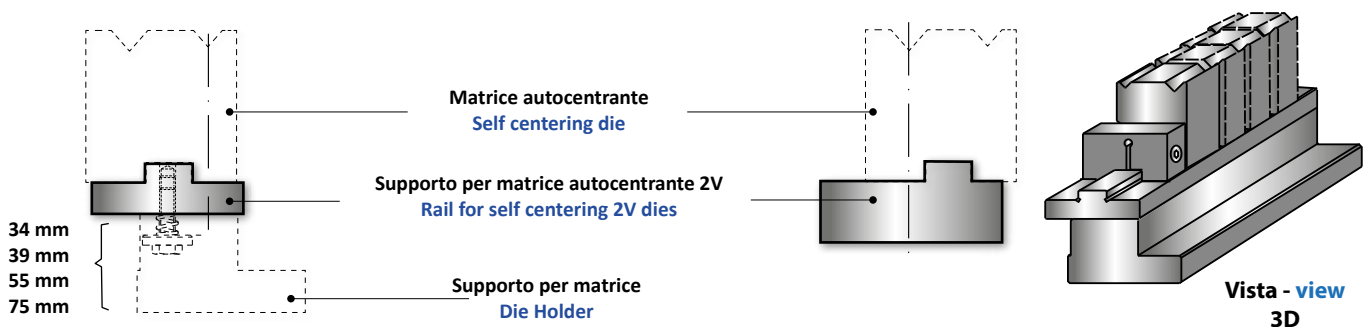 Matrice autocentrante
Self centering die
Supporto per matrice autocentrante 2V
Rail for self centering 2V dies
34 mm
39 mm
55 mm
75 mm
Supporto per matrice
Die Holder
Vista - view
3D